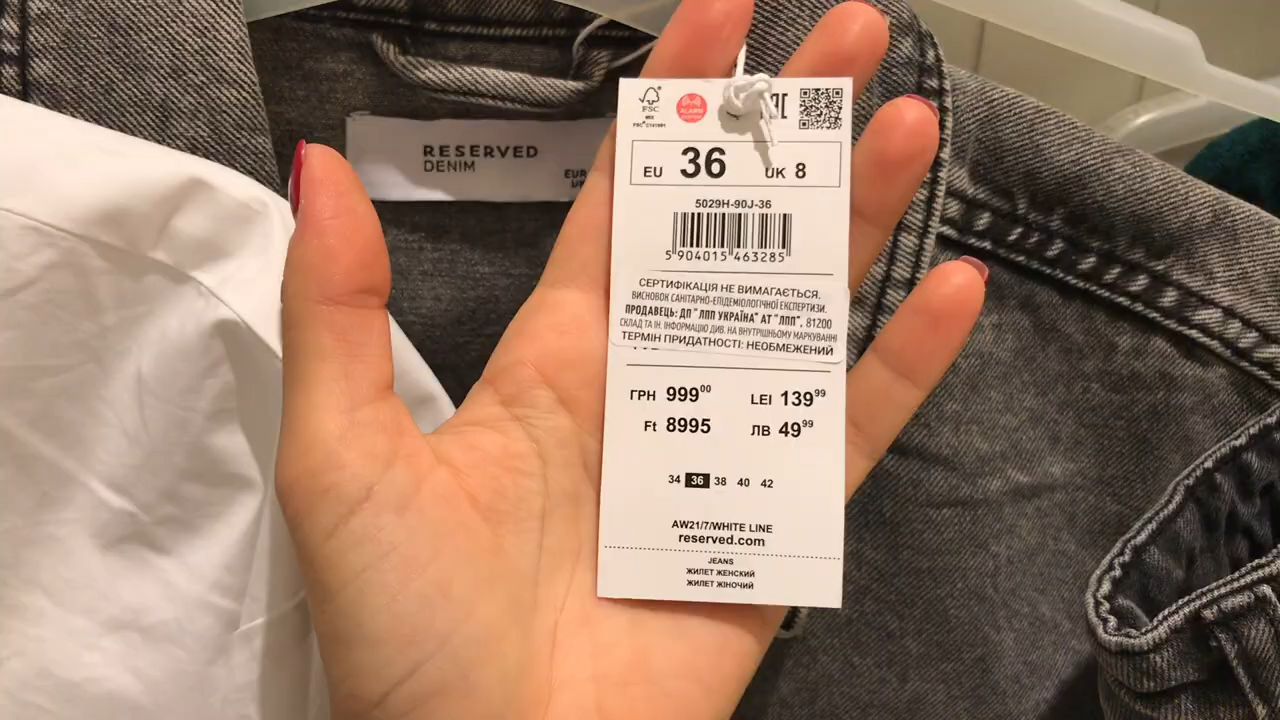 RESERVED
DENIM
EUR
FSC
MIX
ALARM
EU 36 UK 8
5029H-90J-36
5 904015 463285
СЕРТИФІКАЦІЯ НЕ ВИМАГАЄТЬСЯ.
ВИСНОВОК САНІТАРНО-ЕПІДЕМІОЛОГІЧНОЇ ЕКСПЕРТИЗИ.
ПРОДАВЕЦЬ: ДП "ЛПП УКРАЇНА" АТ "ЛПП", 81200
СКЛАД ТА ІН. ІНФОРМАЦІЮ ДИВ. НА ВНУТРІШНЬОМУ МАРКУВАННІ
ТЕРМІН ПРИДАТНОСТІ: НЕОБМЕЖЕНИЙ
ГРН 999⁰⁰ LEI 139⁹⁹
Ft 8995 ЛВ 49⁹⁹
34 36 38 40 42
AW21/7/WHITE LINE
reserved.com
JEANS
ЖИЛЕТ ЖЕНСКИЙ
ЖИЛЕТ ЖІНОЧИЙ